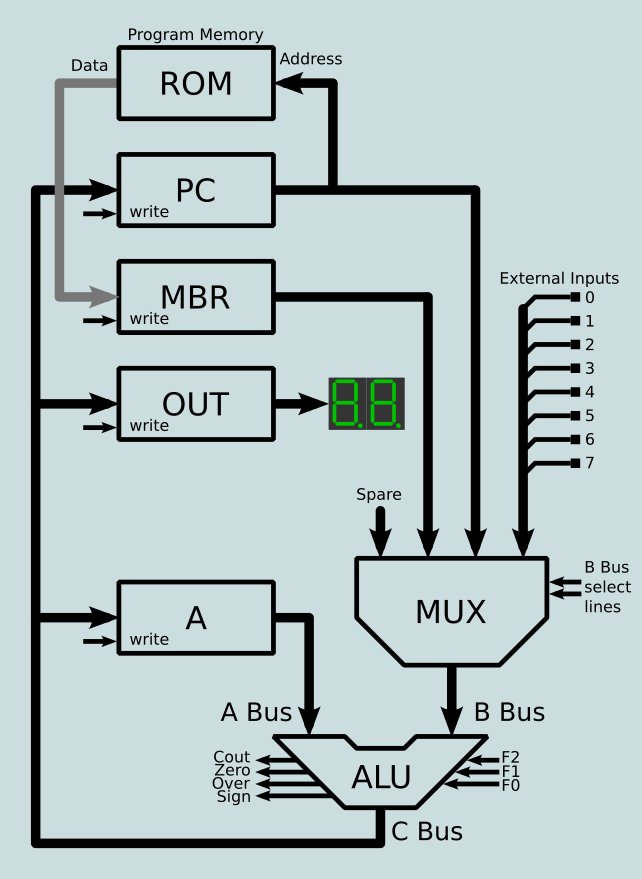 Program Memory
Data
Address
ROM
PC
write
MBR
write
External Inputs
0
1
2
3
4
5
6
7
OUT
write
8.8.
Spare
B Bus
select
lines
MUX
A
write
A Bus
B Bus
Cout
Zero
Over
Sign
ALU
F2
F1
F0
C Bus